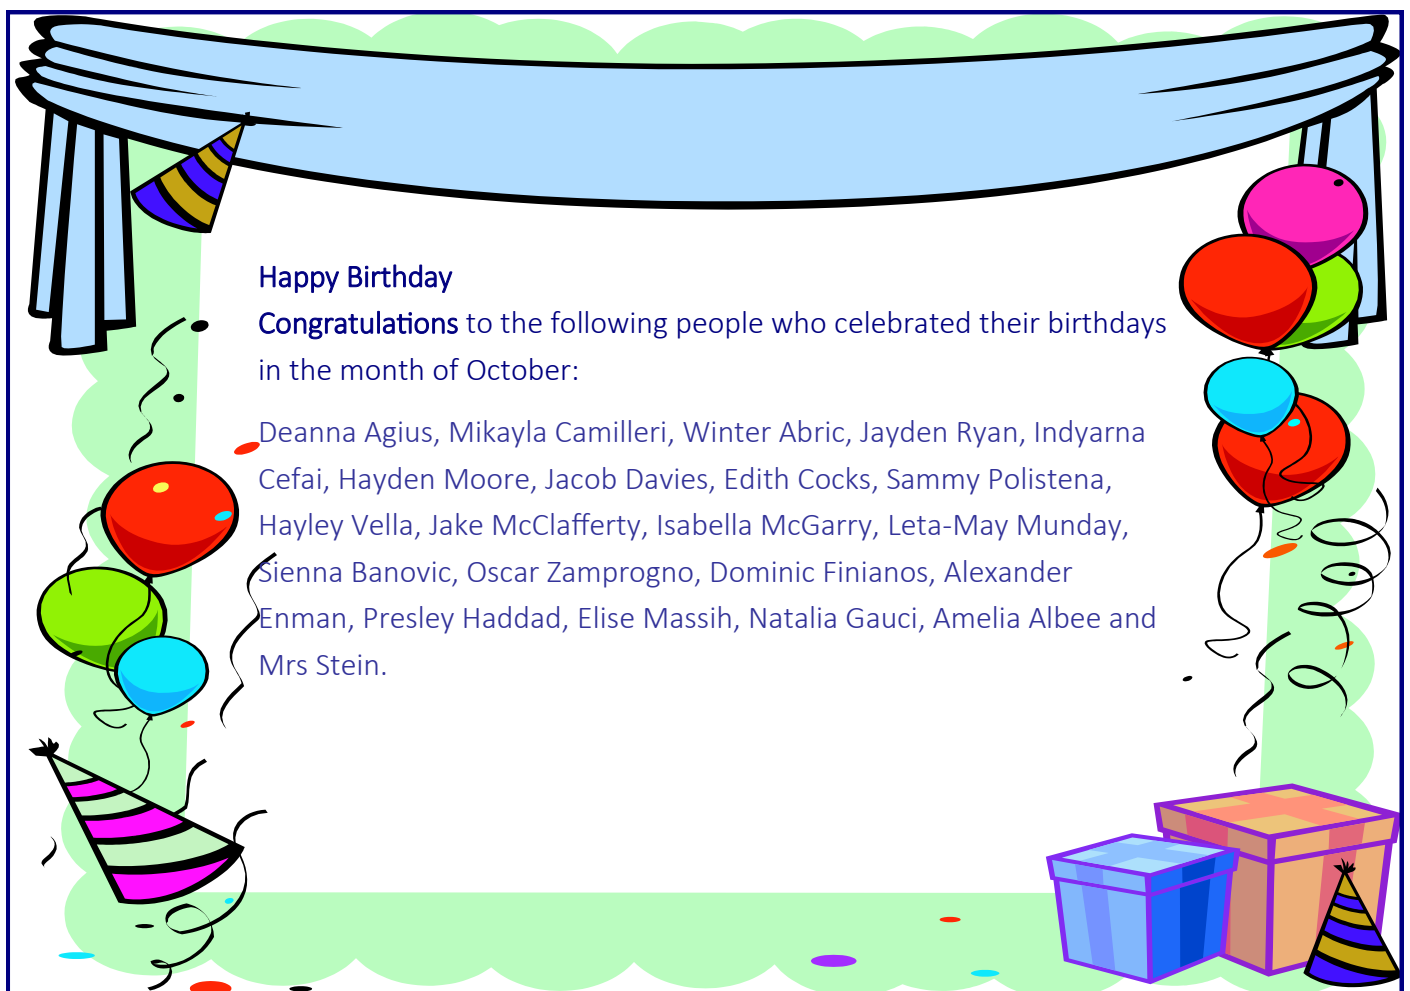 Happy Birthday
Congratulations to the following people who celebrated their birthdays
in the month of October:
Deanna Agius, Mikayla Camilleri, Winter Abric, Jayden Ryan, Indyarna
Cefai, Hayden Moore, Jacob Davies, Edith Cocks, Sammy Polistena,
Hayley Vella, Jake McClafferty, Isabella McGarry, Leta-May Munday,
Sienna Banovic, Oscar Zamprogno, Dominic Finianos, Alexander
Enman, Presley Haddad, Elise Massih, Natalia Gauci, Amelia Albee and
Mrs Stein.